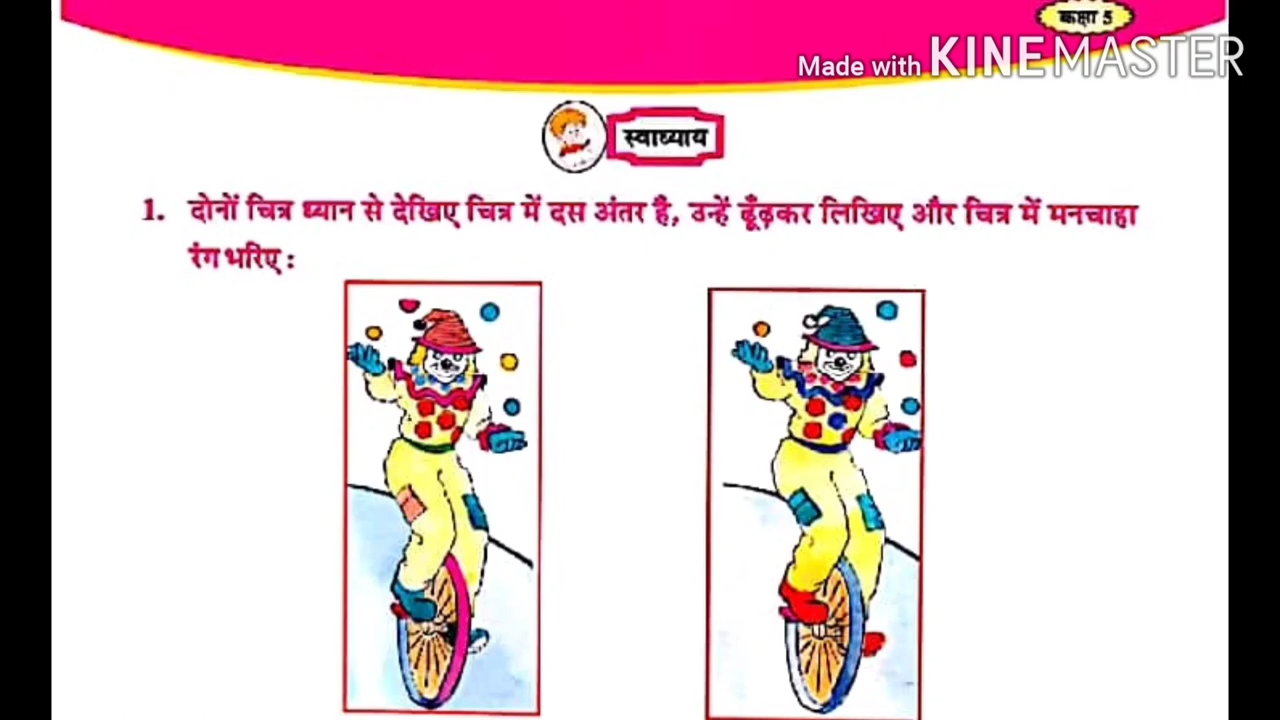 कक्षा 5
Made with KINEMASTER
स्वाध्याय
1. दोनों चित्र ध्यान से देखिए चित्र में दस अंतर है, उन्हें ढूँढ़कर लिखिए और चित्र में मनचाहा
रंग भरिए :